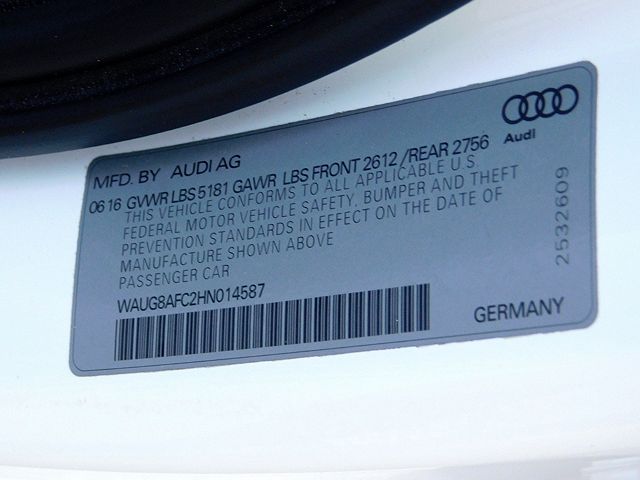 Audi
MFD. BY AUDI AG
06 16 GVWR LBS 5181 GAWR LBS FRONT 2612 /REAR 2756
THIS VEHICLE CONFORMS TO ALL APPLICABLE U.S.
FEDERAL MOTOR VEHICLE SAFETY, BUMPER AND THEFT
PREVENTION STANDARDS IN EFFECT ON THE DATE OF
MANUFACTURE SHOWN ABOVE
PASSENGER CAR
WAUG8AFC2HN014587
GERMANY
2532609